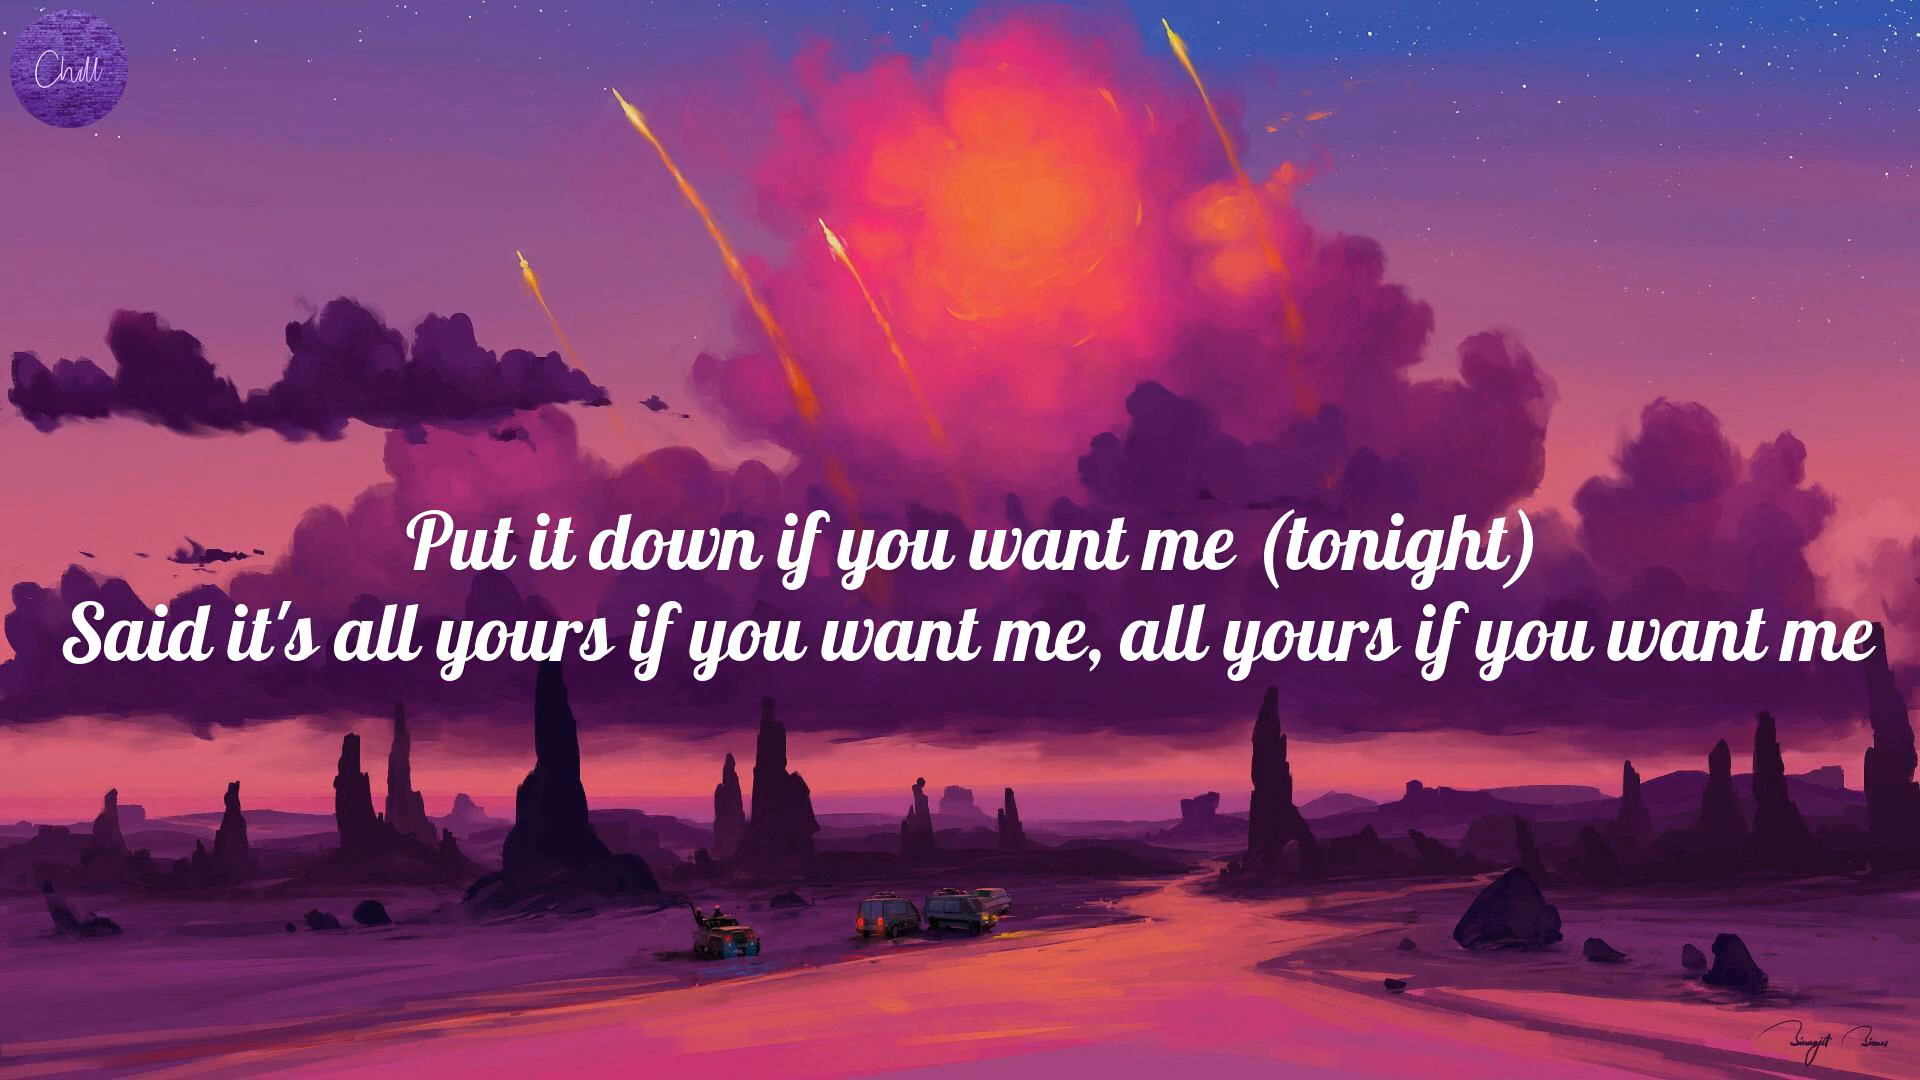 Chill
Put it down if you want me (tonight)
Said it's all yours if you want me, all yours if you want me